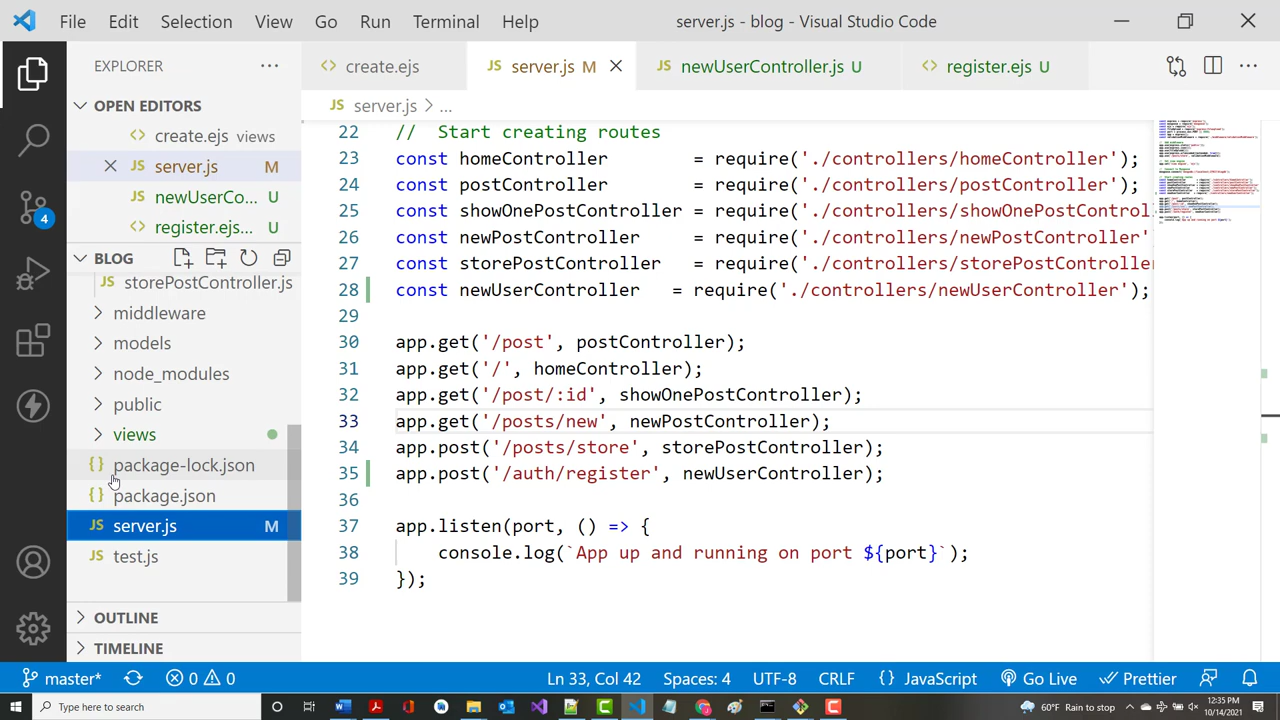 File Edit Selection View Go Run Terminal Help server.js - blog - Visual Studio Code
EXPLORER
OPEN EDITORS
create.ejs views
server.js M
newUserCo... U
register.ejs... U
BLOG
storePostController.js
middleware
models
node_modules
public
views
package-lock.json
package.json
server.js M
test.js
OUTLINE
TIMELINE
4
create.ejs
JS server.js M
JS newUserController.js U
register.ejs U
JS server.js > ...
22 // Start creating routes
23 const homeController = require('./controllers/homeController');
24 const postController = require('./controllers/postController');
25 const showOnePostController = require('./controllers/showOnePostControl
26 const newPostController = require('./controllers/newPostController'
27 const storePostController = require('./controllers/storePostController
28 const newUserController = require('./controllers/newUserController');
29
30 app.get('/post', postController);
31 app.get('/', homeController);
32 app.get('/post/:id', showOnePostController);
33 app.get('/posts/new', newPostController);
34 app.post('/posts/store', storePostController);
35 app.post('/auth/register', newUserController);
36
37 app.listen(port, () => {
38 console.log(`App up and running on port ${port}`);
39 });
master* 0 0 Ln 33, Col 42 Spaces: 4 UTF-8 CRLF {} JavaScript Go Live Prettier
Type here to search
60°F Rain to stop
12:35 PM
10/14/2021